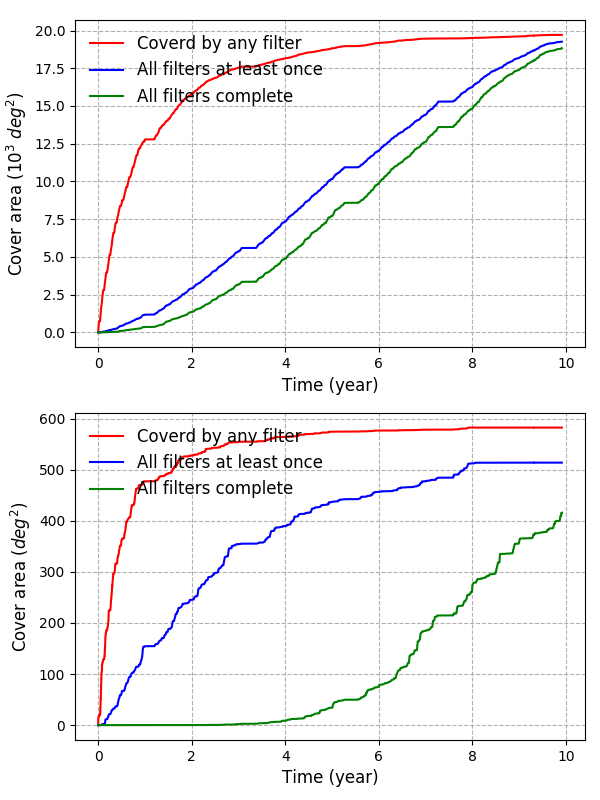 20.0
17.5
15.0
12.5
10.0
7.5
5.0
2.5
0.0
Cover area (10³ deg²)
Coverd by any filter
All filters at least once
All filters complete
0 2 4 6 8 10
Time (year)
600
500
400
300
200
100
0
Cover area (deg²)
Coverd by any filter
All filters at least once
All filters complete
0 2 4 6 8 10
Time (year)